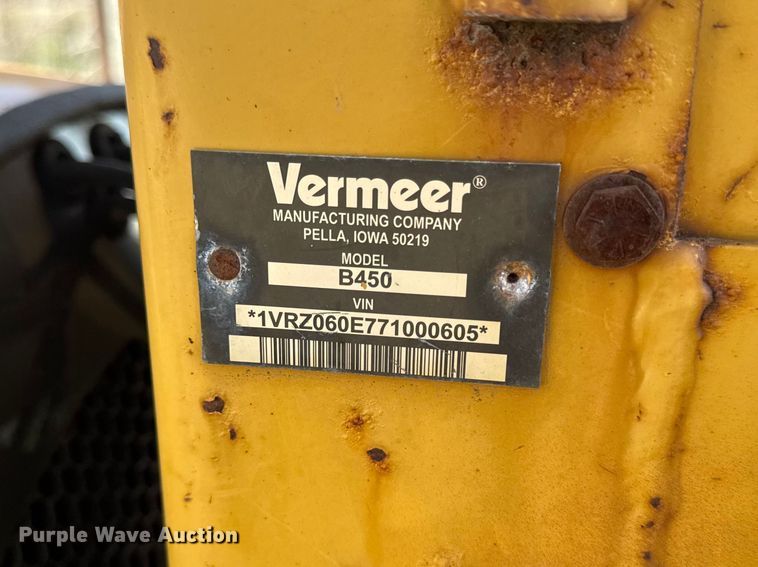 Vermeer®
MANUFACTURING COMPANY
PELLA, IOWA 50219
MODEL
B450
VIN
*1VRZ060E771000605*
Purple Wave Auction®